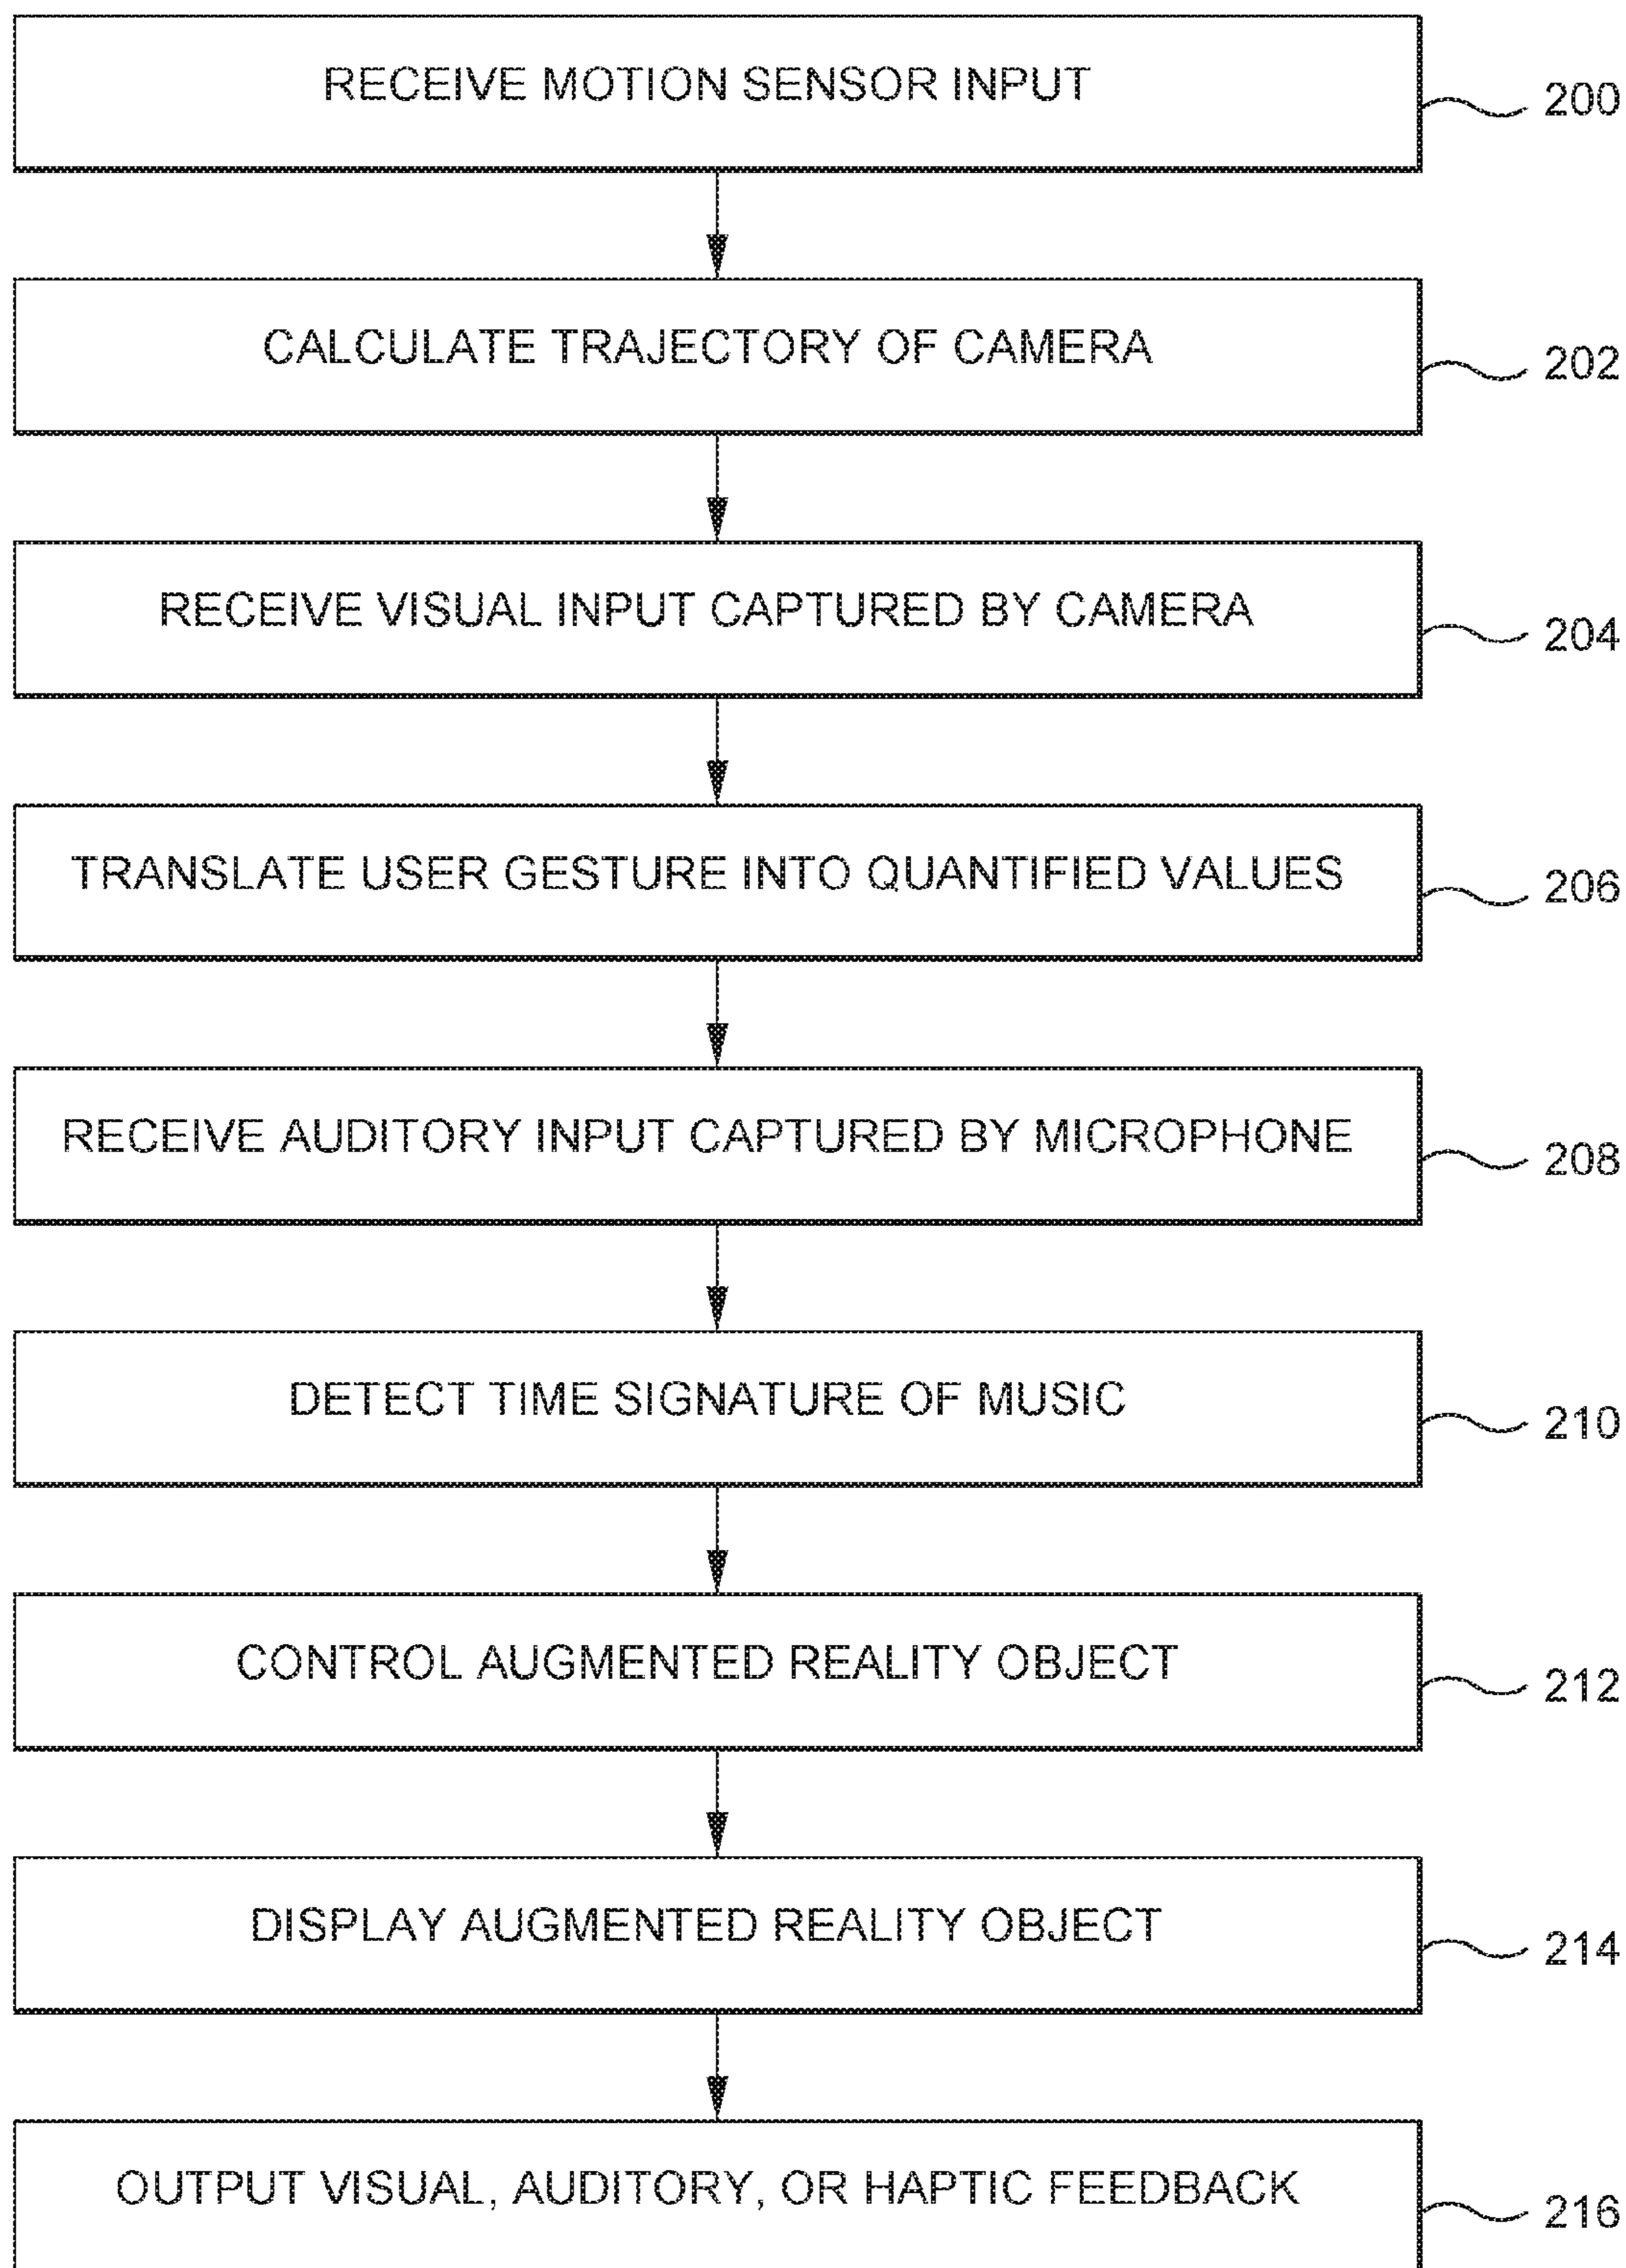 RECEIVE MOTION SENSOR INPUT
200
CALCULATE TRAJECTORY OF CAMERA
202
RECEIVE VISUAL INPUT CAPTURED BY CAMERA
204
TRANSLATE USER GESTURE INTO QUANTIFIED VALUES
206
RECEIVE AUDITORY INPUT CAPTURED BY MICROPHONE
208
DETECT TIME SIGNATURE OF MUSIC
210
CONTROL AUGMENTED REALITY OBJECT
212
DISPLAY AUGMENTED REALITY OBJECT
214
OUTPUT VISUAL, AUDITORY, OR HAPTIC FEEDBACK
216